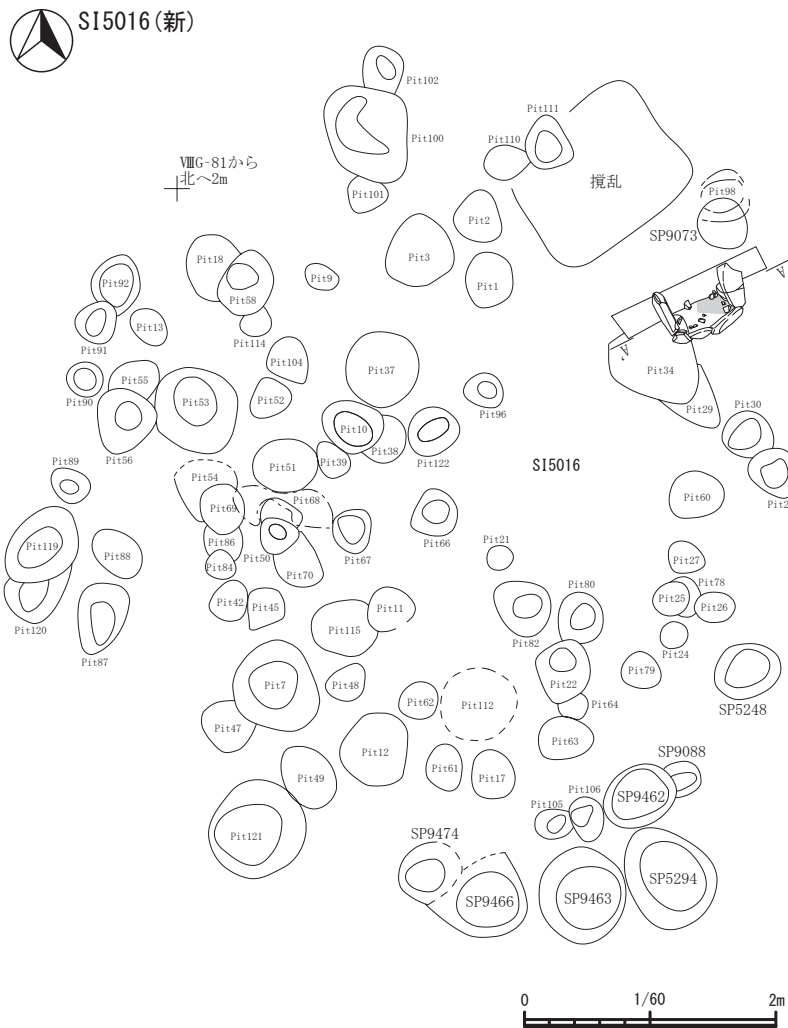 SI5016(新)
Pit102
Pit111
Pit100
Pit110
ⅧG-81から
北へ2m
撹乱
Pit98
Pit101
Pit2
SP9073
Pit18
Pit3
Pit58
Pit9
Pit1
A
Pit92
Pit13
Pit114
Pit91
A
Pit104
Pit37
Pit34
Pit55
Pit90
Pit53
Pit52
Pit96
Pit29
Pit30
Pit10
Pit38
Pit56
Pit39
Pit122
SI5016
Pit89
Pit51
Pit54
Pit2
Pit60
Pit68
Pit69
Pit66
Pit21
Pit67
Pit119
Pit86
Pit50
Pit88
Pit84
Pit70
Pit27
Pit80
Pit78
Pit42
Pit45
Pit11
Pit25
Pit26
Pit120
Pit115
Pit82
Pit24
Pit87
Pit79
Pit7
Pit48
Pit22
SP5248
Pit62
Pit112
Pit64
Pit47
Pit63
Pit12
SP9088
Pit61
Pit17
Pit49
Pit106
SP9462
Pit105
Pit121
SP9474
SP5294
SP9466
SP9463
0
1/60
2m